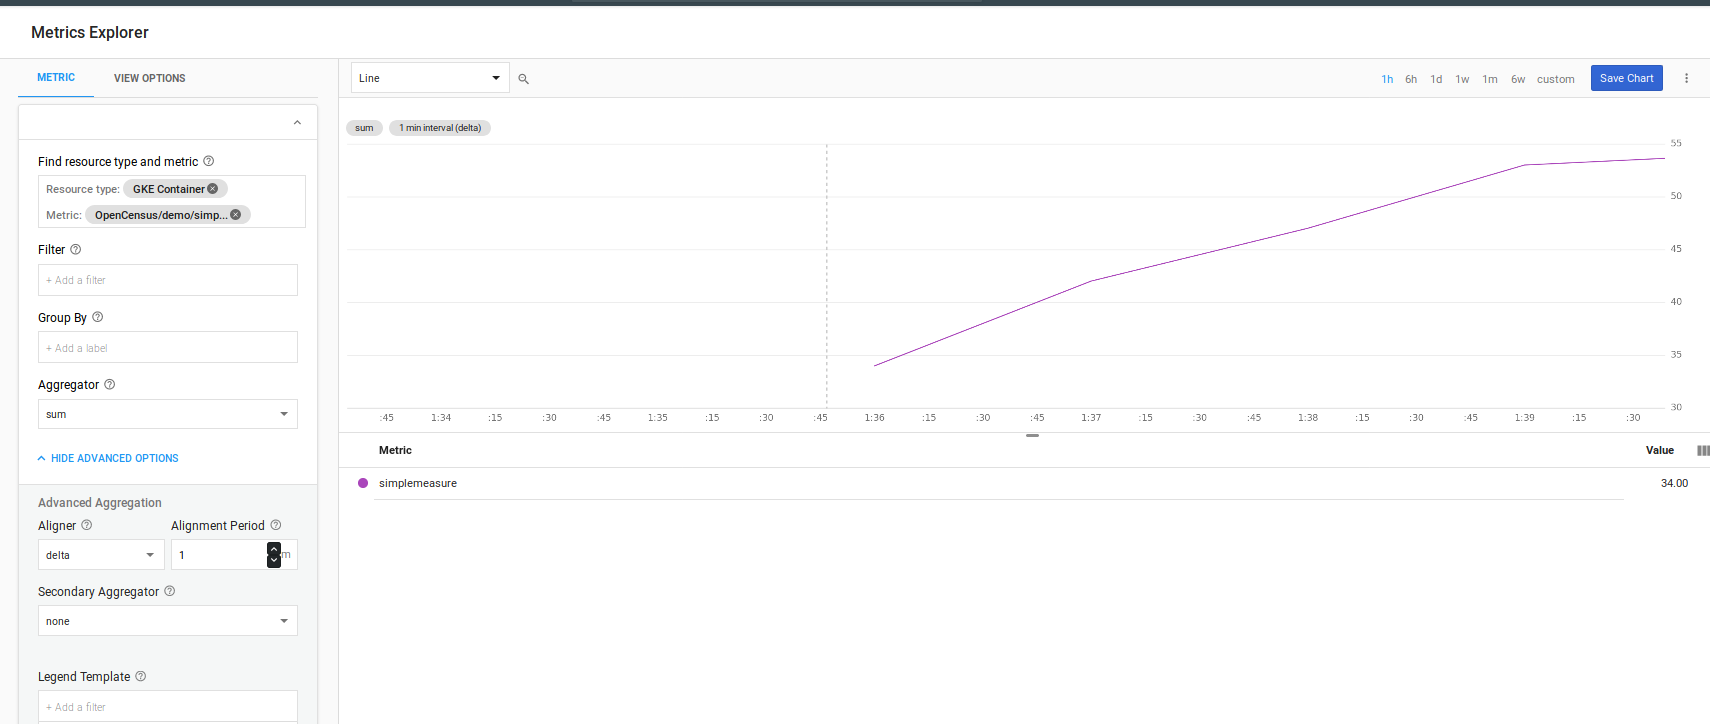 Metrics Explorer
METRIC VIEW OPTIONS
Find resource type and metric
Resource type: GKE Container
Metric: OpenCensus/demo/simp...
Filter
+ Add a filter
Group By
+ Add a label
Aggregator
sum
HIDE ADVANCED OPTIONS
Advanced Aggregation
Aligner Alignment Period
delta 1 m
Secondary Aggregator
none
Legend Template
+ Add a filter
Line
1h 6h 1d 1w 1m 6w custom Save Chart
sum 1 min interval (delta)
55
50
45
40
35
30
:45 1:34 :15 :30 :45 1:35 :15 :30 :45 1:36 :15 :30 :45 1:37 :15 :30 :45 1:38 :15 :30 :45 1:39 :15 :30
Metric Value
simplemeasure 34.00